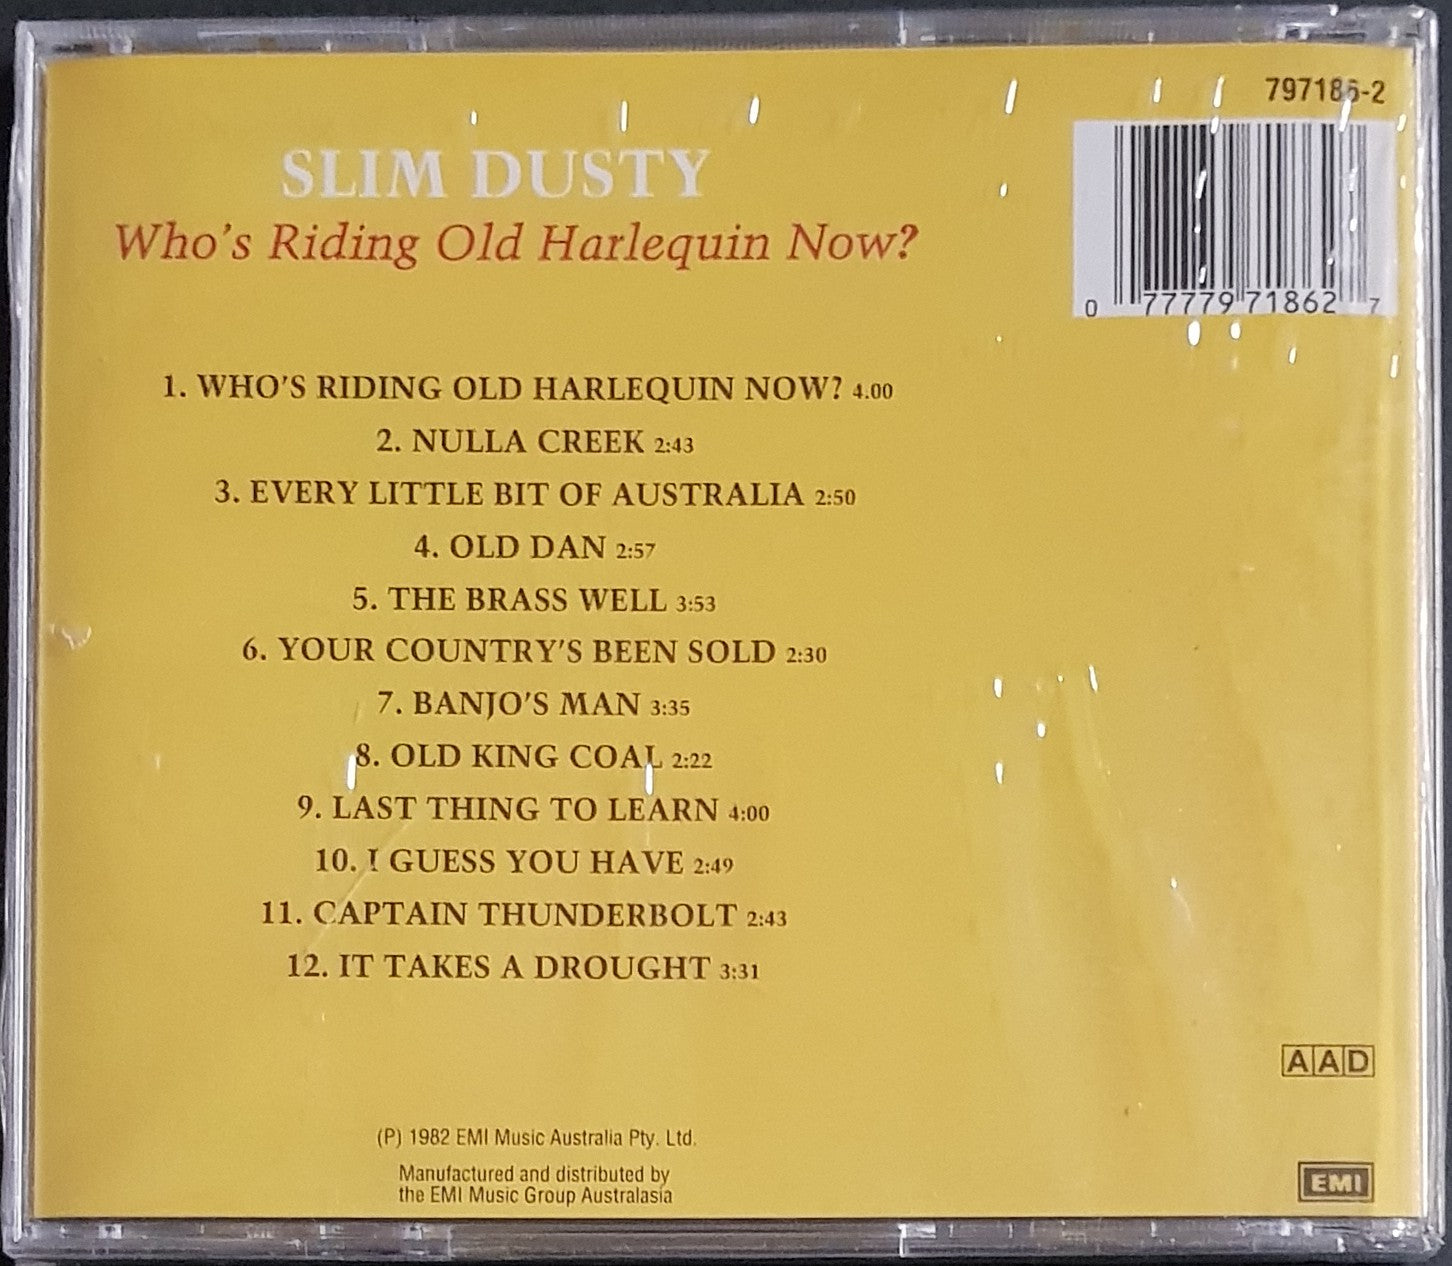 797186-2
SLIM DUSTY
Who's Riding Old Harlequin Now?
0 77779 71862 7
1. WHO'S RIDING OLD HARLEQUIN NOW? 4.00
2. NULLA CREEK 2:43
3. EVERY LITTLE BIT OF AUSTRALIA 2:50
4. OLD DAN 2:57
5. THE BRASS WELL 3:53
6. YOUR COUNTRY'S BEEN SOLD 2:30
7. BANJO'S MAN 3:35
8. OLD KING COAL 2:22
9. LAST THING TO LEARN 4:00
10. I GUESS YOU HAVE 2:49
11. CAPTAIN THUNDERBOLT 2:43
12. IT TAKES A DROUGHT 3:31
AAD
(P) 1982 EMI Music Australia Pty. Ltd.
Manufactured and distributed by
the EMI Music Group Australasia
EMI